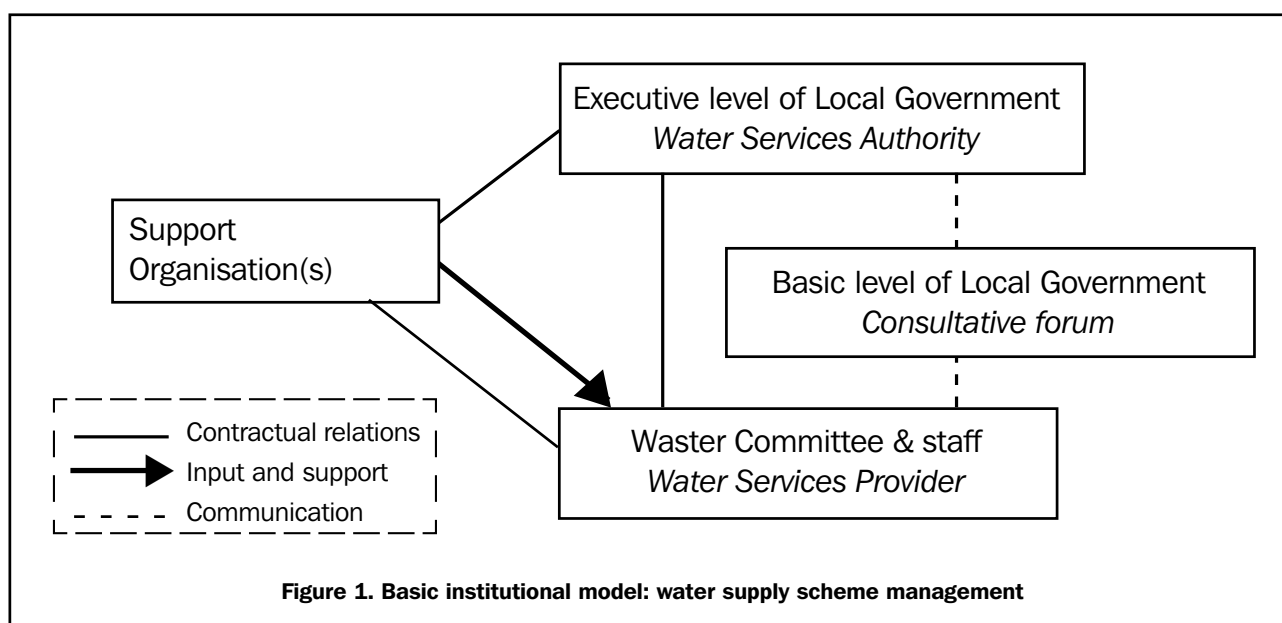 Executive level of Local Government
Water Services Authority
Support
Organisation(s)
Basic level of Local Government
Consultative forum
Waster Committee & staff
Water Services Provider
Contractual relations
Input and support
Communication
Figure 1. Basic institutional model: water supply scheme management